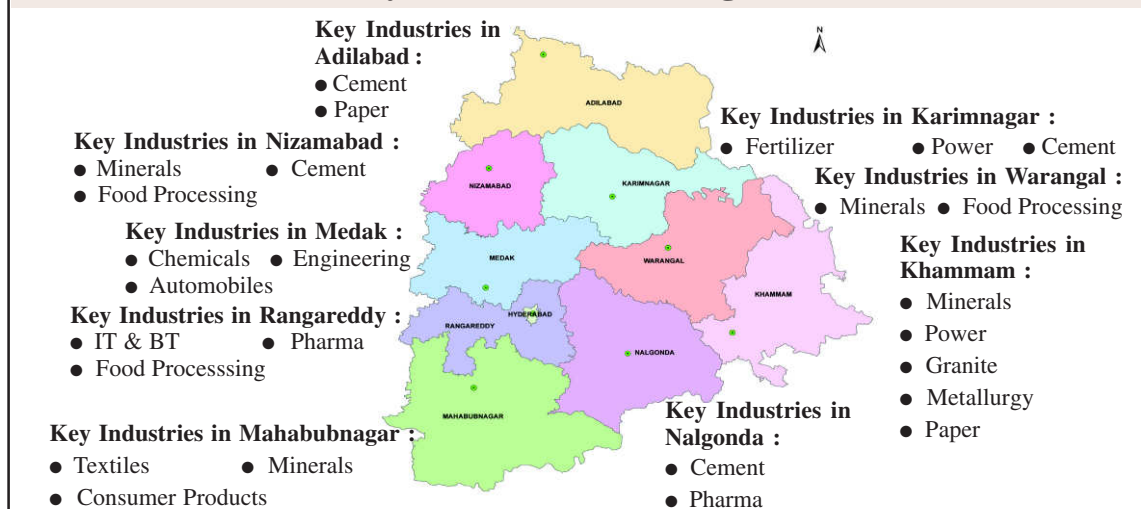 N
Key Industries in
Adilabad :
● Cement
● Paper
ADILABAD
Key Industries in Karimnagar :
● Fertilizer ● Power ● Cement
Key Industries in Nizamabad :
● Minerals ● Cement
● Food Processing
NIZAMABAD
KARIMNAGAR
Key Industries in Warangal :
● Minerals ● Food Processing
Key Industries in Medak :
● Chemicals ● Engineering
● Automobiles
MEDAK
WARANGAL
Key Industries in
Khammam :
● Minerals
● Power
● Granite
● Metallurgy
● Paper
KHAMMAM
Key Industries in Rangareddy :
● IT & BT ● Pharma
● Food Processsing
HYDERABAD
RANGAREDDY
NALGONDA
MAHABUBNAGAR
Key Industries in Mahabubnagar :
● Textiles ● Minerals
● Consumer Products
Key Industries in
Nalgonda :
● Cement
● Pharma